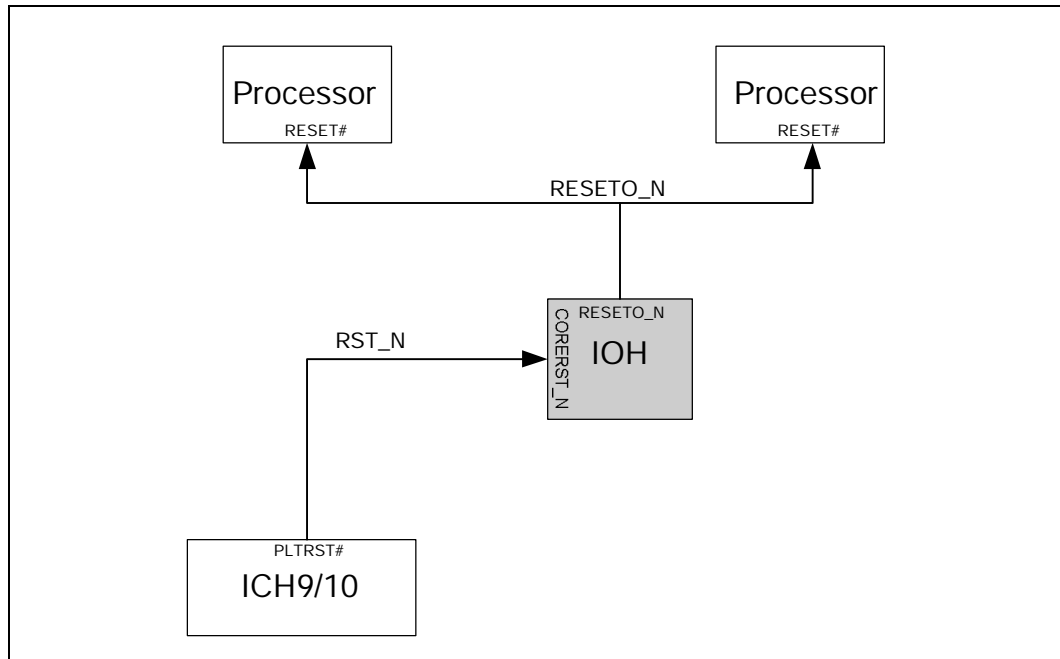 Processor
RESET#
Processor
RESET#
RESETO_N
RESETO_N
CORERST_N
IOH
RST_N
PLTRST#
ICH9/10